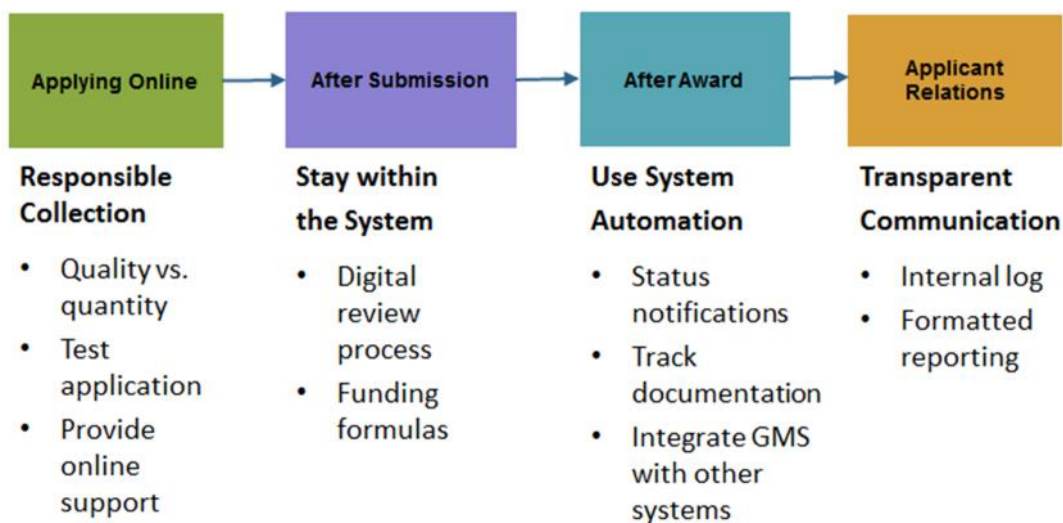 Applying Online
After Submission
After Award
Applicant
Relations
Responsible
Collection
• Quality vs.
quantity
• Test
application
• Provide
online
support
Stay within
the System
• Digital
review
process
• Funding
formulas
Use System
Automation
• Status
notifications
• Track
documentation
• Integrate GMS
with other
systems
Transparent
Communication
• Internal log
• Formatted
reporting